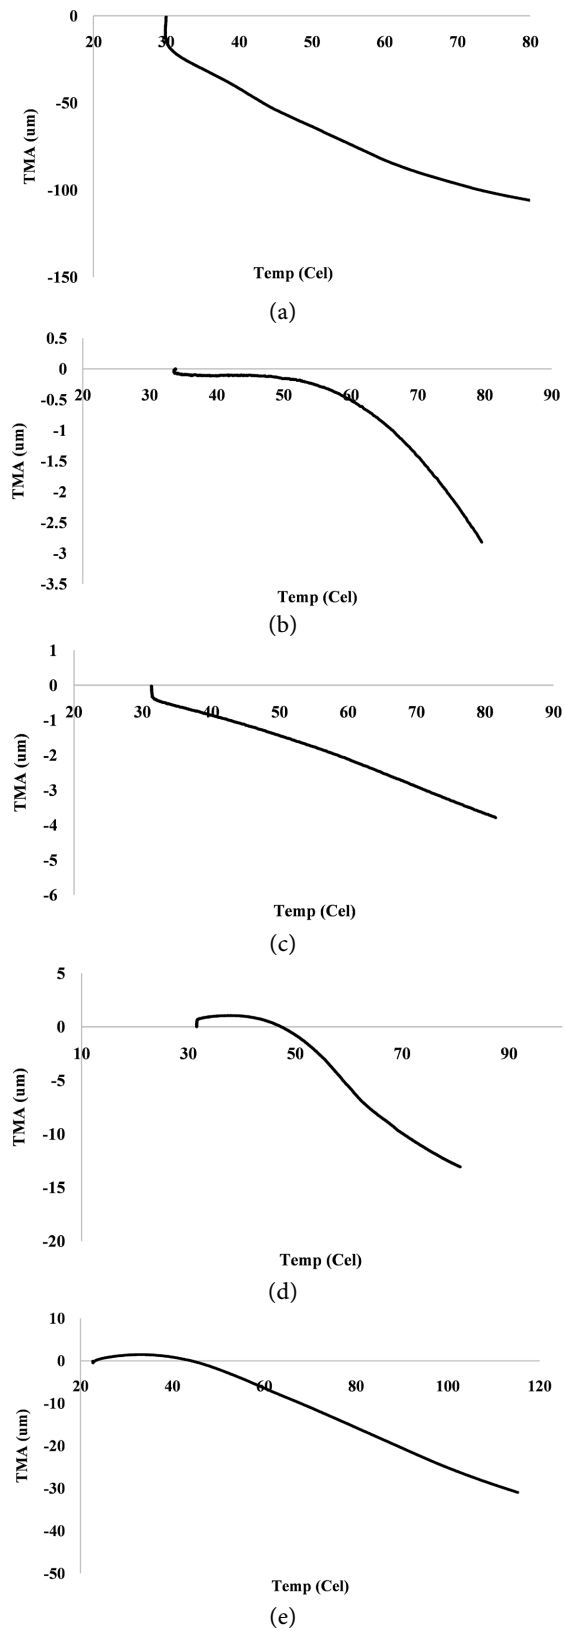 0
20 30 40 50 60 70 80
-50
-100
-150
TMA (um)
Temp (Cel)
(a)
0.5
0
20 30 40 50 60 70 80 90
-0.5
-1
-1.5
-2
-2.5
-3
-3.5
TMA (um)
Temp (Cel)
(b)
1
0
20 30 40 50 60 70 80 90
-1
-2
-3
-4
-5
-6
TMA (um)
Temp (Cel)
(c)
5
0
10 30 50 70 90
-5
-10
-15
-20
TMA (um)
Temp (Cel)
(d)
10
0
20 40 60 80 100 120
-10
-20
-30
-40
-50
TMA (um)
Temp (Cel)
(e)